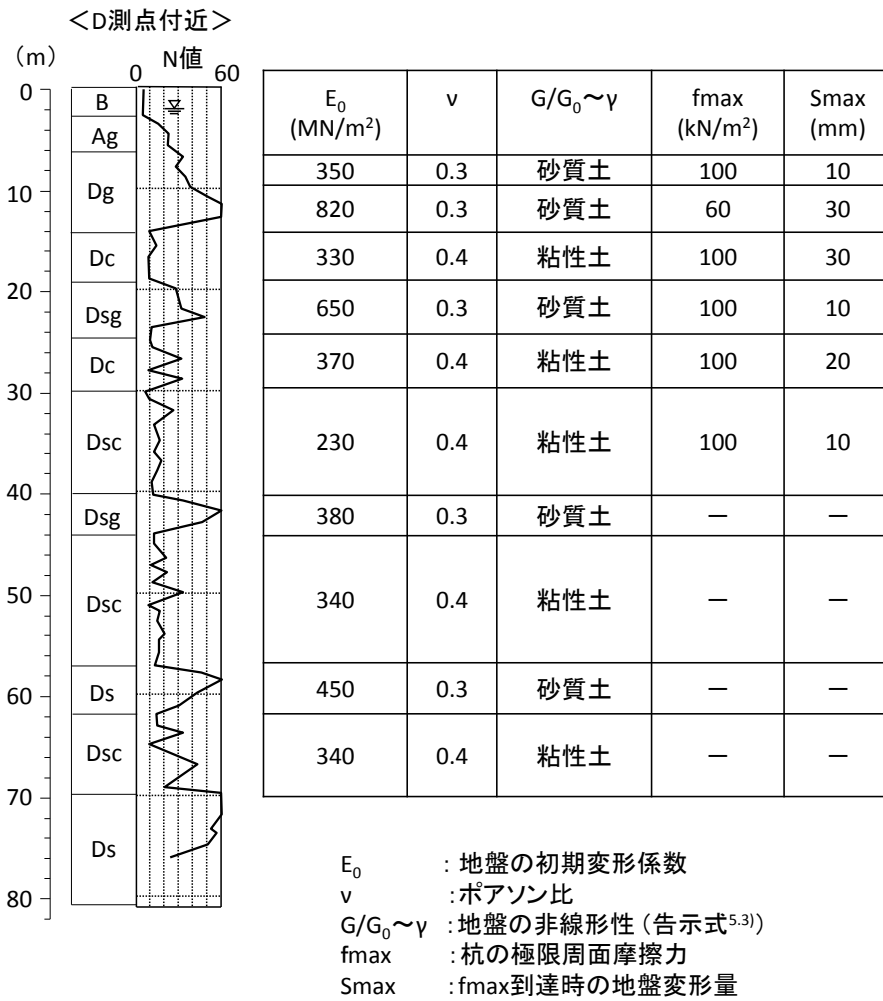 ＜D測点付近＞
（m）
N値
0 60
0
10
20
30
40
50
60
70
80
B
Ag
Dg
Dc
Dsg
Dc
Dsc
Dsg
Dsc
Ds
Dsc
Ds
E₀ (MN/m²) ν G/G₀～γ fmax (kN/m²) Smax (mm)
350 0.3 砂質土 100 10
820 0.3 砂質土 60 30
330 0.4 粘性土 100 30
650 0.3 砂質土 100 10
370 0.4 粘性土 100 20
230 0.4 粘性土 100 10
380 0.3 砂質土 － －
340 0.4 粘性土 － －
450 0.3 砂質土 － －
340 0.4 粘性土 － －
E₀ ：地盤の初期変形係数
ν ：ポアソン比
G/G₀～γ ：地盤の非線形性（告示式⁵·³⁾）
fmax ：杭の極限周面摩擦力
Smax ：fmax到達時の地盤変形量